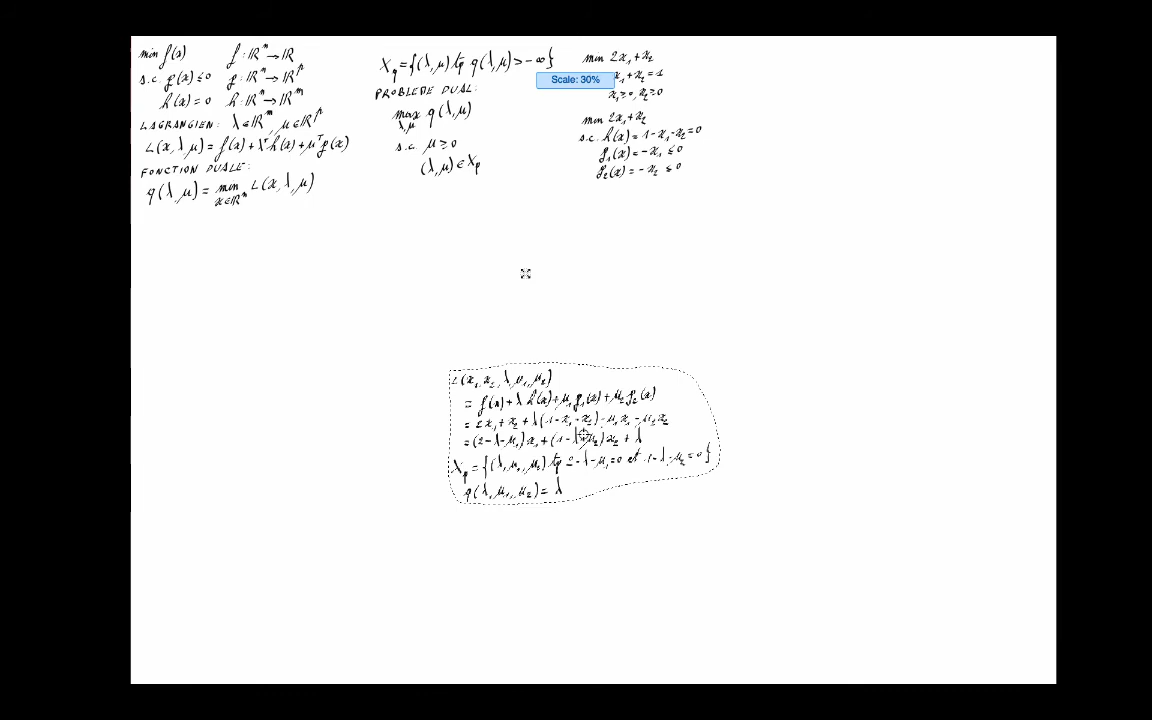 min f(x) f: ℝⁿ → ℝ
s.c. g(x) ≤ 0 g: ℝⁿ → ℝᵖ
h(x) = 0 h: ℝⁿ → ℝᵐ
LAGRANGIEN: λ ∈ ℝᵐ, μ ∈ ℝᵖ
L(x, λ, μ) = f(x) + λᵀh(x) + μᵀg(x)
FONCTION DUALE:
q(λ, μ) = min L(x, λ, μ)
x∈ℝⁿ
X_q = {(λ, μ) tq q(λ, μ) > -∞}
PROBLEME DUAL:
max q(λ, μ)
λ, μ
s.c. μ ≥ 0
(λ, μ) ∈ X_q
Scale: 30%
min 2x₁ + x₂
x₁ + x₂ = 1
x₁ ≥ 0, x₂ ≥ 0
min 2x₁ + x₂
s.c. h(x) = 1 - x₁ - x₂ = 0
g₁(x) = -x₁ ≤ 0
g₂(x) = -x₂ ≤ 0
L(x₁, x₂, λ, μ₁, μ₂)
= f(x) + λ h(x) + μ₁ g₁(x) + μ₂ g₂(x)
= 2x₁ + x₂ + λ(1 - x₁ - x₂) - μ₁x₁ - μ₂x₂
= (2 - λ - μ₁) x₁ + (1 - λ - μ₂) x₂ + λ
X_q = {(λ, μ₁, μ₂) tq 2 - λ - μ₁ = 0 et 1 - λ - μ₂ = 0}
q(λ, μ₁, μ₂) = λ